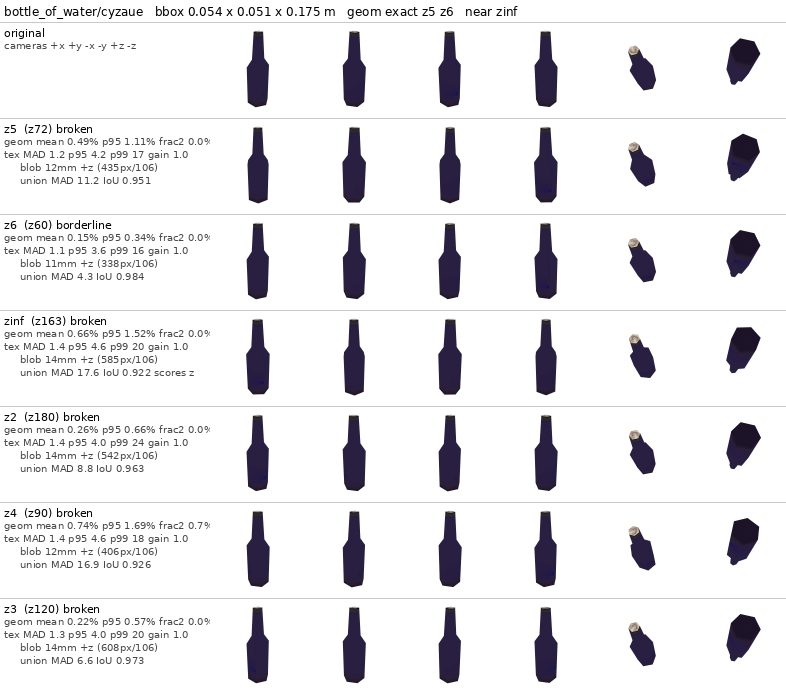 bottle_of_water/cyzaue bbox 0.054 x 0.051 x 0.175 m geom exact z5 z6 near zinf
original
cameras +x +y -x -y +z -z
z5 (z72) broken
geom mean 0.49% p95 1.11% frac2 0.0%
tex MAD 1.2 p95 4.2 p99 17 gain 1.0
blob 12mm +z (435px/106)
union MAD 11.2 IoU 0.951
z6 (z60) borderline
geom mean 0.15% p95 0.34% frac2 0.0%
tex MAD 1.1 p95 3.6 p99 16 gain 1.0
blob 11mm +z (338px/106)
union MAD 4.3 IoU 0.984
zinf (z163) broken
geom mean 0.66% p95 1.52% frac2 0.0%
tex MAD 1.4 p95 4.6 p99 20 gain 1.0
blob 14mm +z (585px/106)
union MAD 17.6 IoU 0.922 scores z
z2 (z180) broken
geom mean 0.26% p95 0.66% frac2 0.0%
tex MAD 1.4 p95 4.0 p99 24 gain 1.0
blob 14mm +z (542px/106)
union MAD 8.8 IoU 0.963
z4 (z90) broken
geom mean 0.74% p95 1.69% frac2 0.7%
tex MAD 1.4 p95 4.6 p99 18 gain 1.0
blob 12mm +z (406px/106)
union MAD 16.9 IoU 0.926
z3 (z120) broken
geom mean 0.22% p95 0.57% frac2 0.0%
tex MAD 1.3 p95 4.0 p99 20 gain 1.0
blob 14mm +z (608px/106)
union MAD 6.6 IoU 0.973